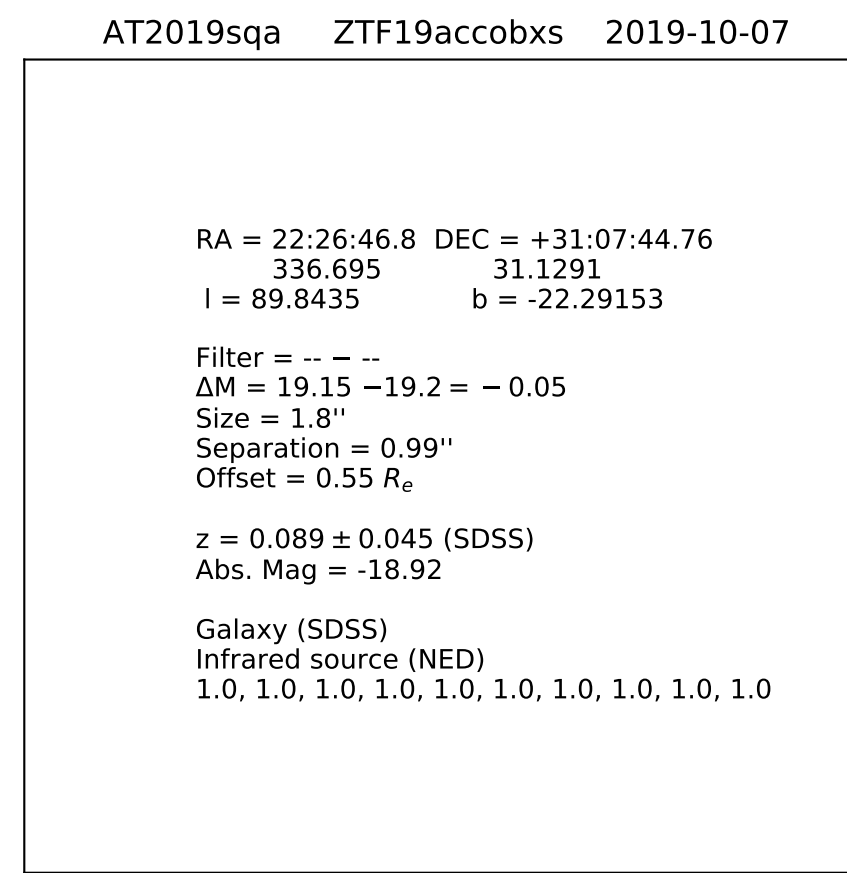 AT2019sqa ZTF19accobxs 2019-10-07
RA = 22:26:46.8 DEC = +31:07:44.76
336.695 31.1291
l = 89.8435 b = -22.29153
Filter = -- − --
ΔM = 19.15 −19.2 = − 0.05
Size = 1.8''
Separation = 0.99''
Offset = 0.55 Rₑ
z = 0.089 ± 0.045 (SDSS)
Abs. Mag = -18.92
Galaxy (SDSS)
Infrared source (NED)
1.0, 1.0, 1.0, 1.0, 1.0, 1.0, 1.0, 1.0, 1.0, 1.0